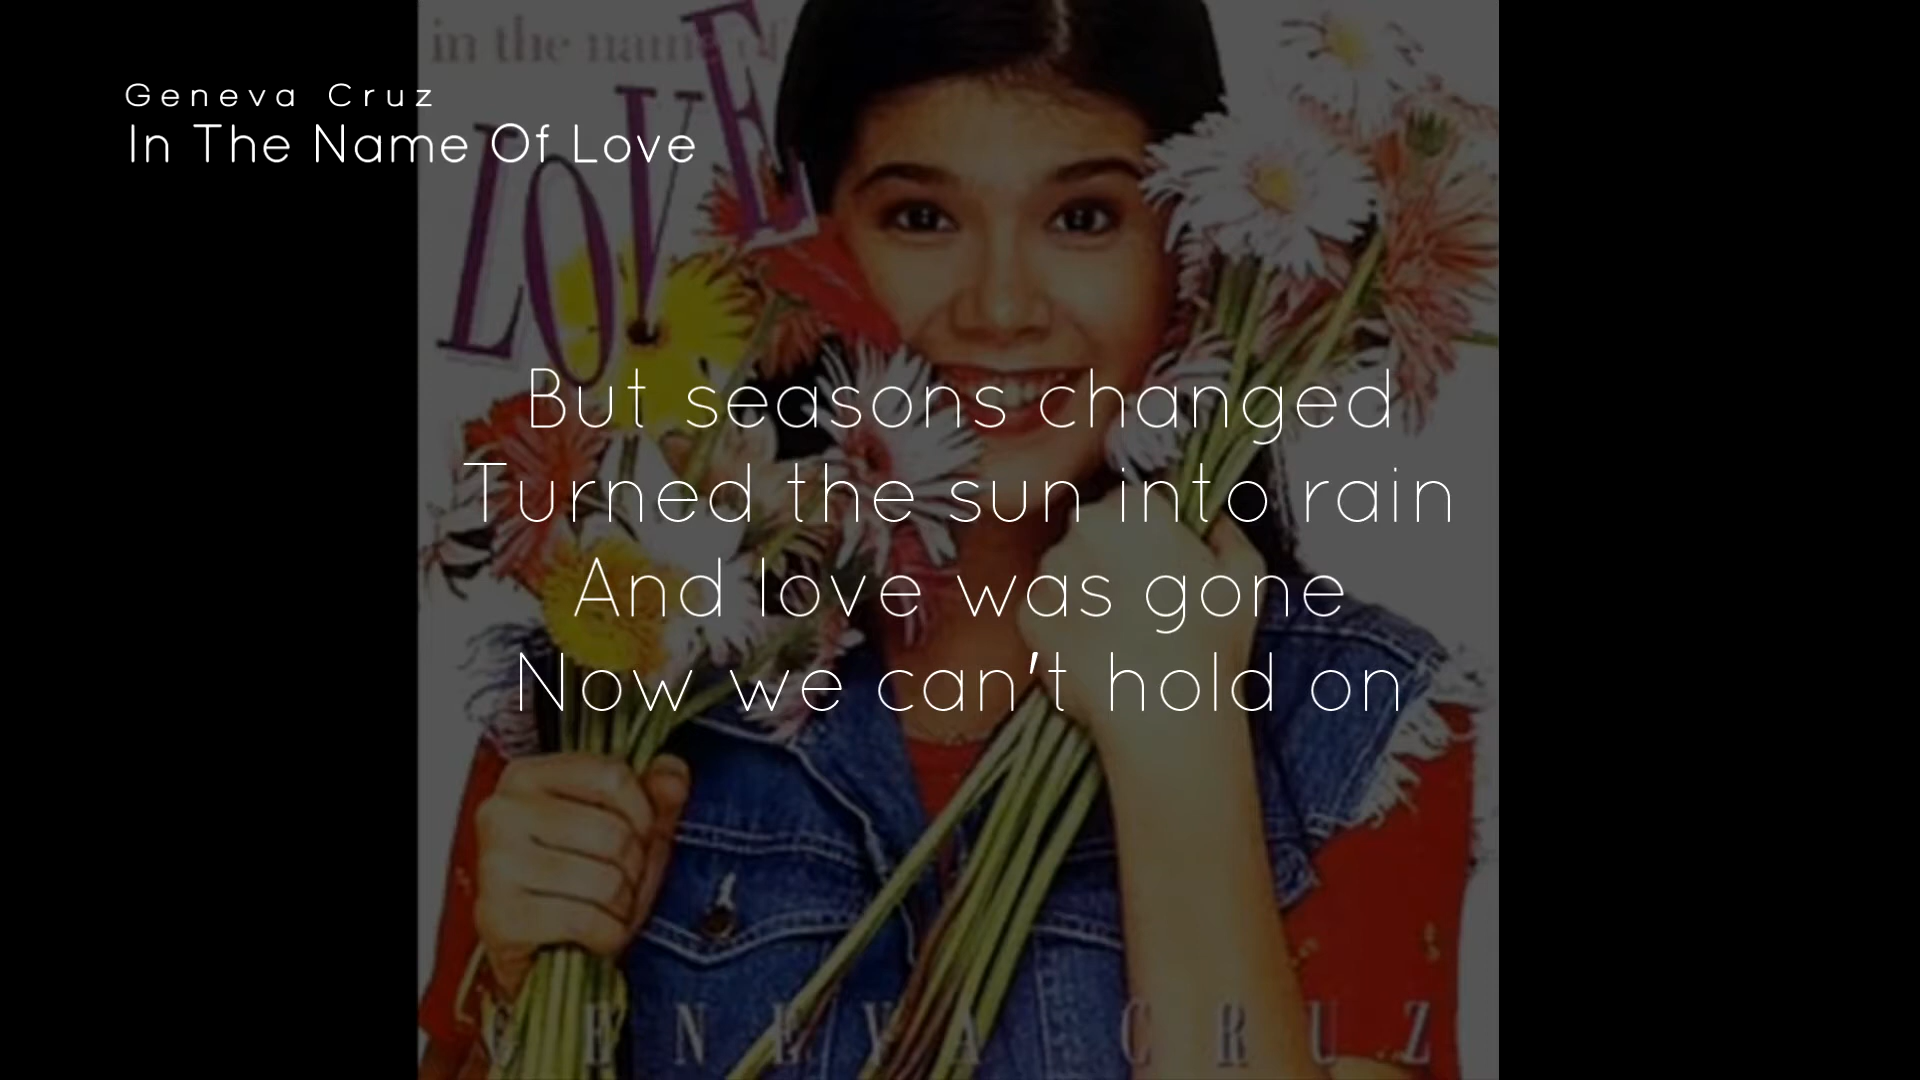 in the name of
LOVE
Geneva Cruz
In The Name Of Love
But seasons changed
Turned the sun into rain
And love was gone
Now we can't hold on
GENEVA CRUZ